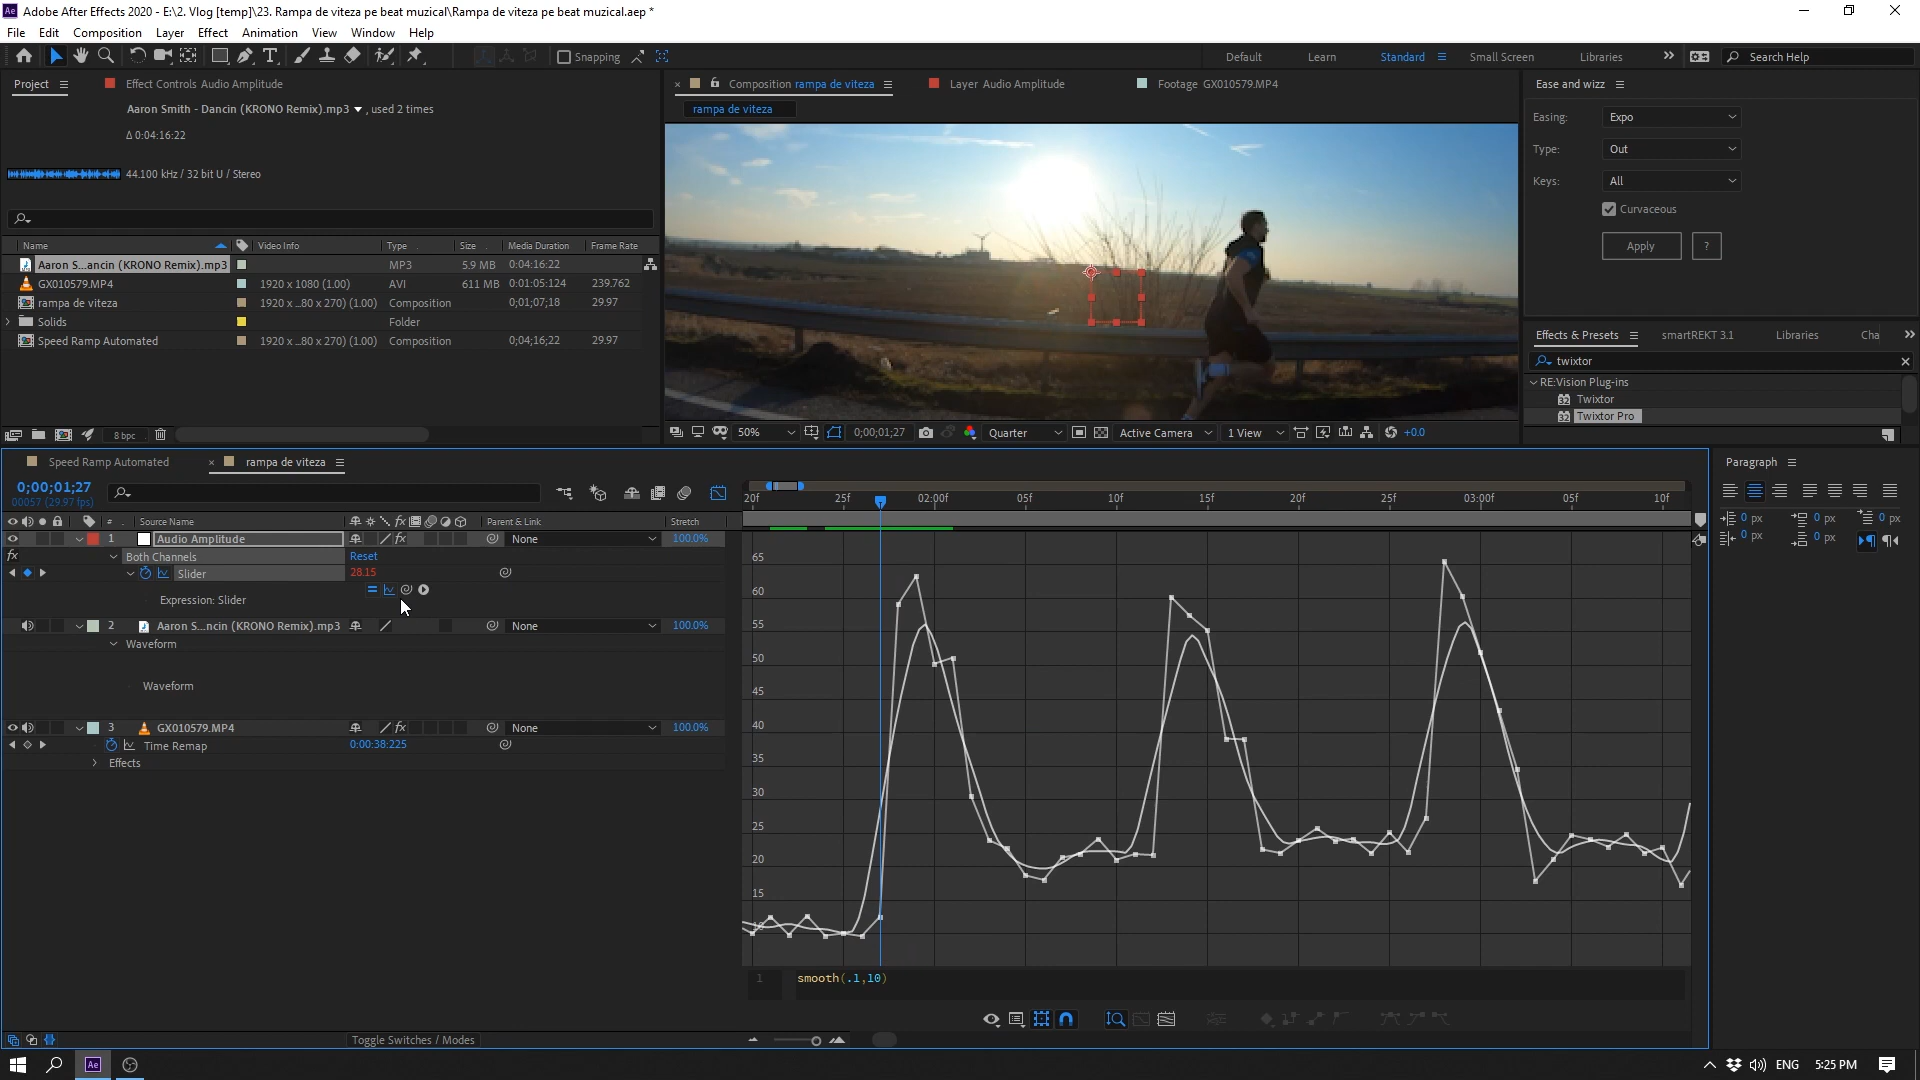 Adobe After Effects 2020 - E:\2. Vlog [temp]\23. Rampa de viteza pe beat muzical\Rampa de viteza pe beat muzical.aep *
File Edit Composition Layer Effect Animation View Window Help
Snapping Default Learn Standard Small Screen Libraries Search Help
Project Effect Controls Audio Amplitude Composition rampa de viteza Layer Audio Amplitude Footage GX010579.MP4 Ease and wizz
Aaron Smith - Dancin (KRONO Remix).mp3 , used 2 times rampa de viteza Easing: Expo
Δ 0:04:16:22 Type: Out
44.100 kHz / 32 bit U / Stereo Keys: All
Curvaceous
Apply ?
Name Video Info Type Size Media Duration Frame Rate
Aaron S...ancin (KRONO Remix).mp3 MP3 5.9 MB 0:04:16:22
GX010579.MP4 1920 x 1080 (1.00) AVI 611 MB 0:01:05:124 239.762
rampa de viteza 1920 x...80 x 270) (1.00) Composition 0;01;07;18 29.97
Solids Folder
Speed Ramp Automated 1920 x...80 x 270) (1.00) Composition 0;04;16;22 29.97
Effects & Presets smartREKT 3.1 Libraries Cha
twixtor
RE:Vision Plug-ins
Twixtor
Twixtor Pro
8 bpc 50% 0;00;01;27 Quarter Active Camera 1 View +0.0
Speed Ramp Automated rampa de viteza Paragraph
0;00;01;27
00057 (29.97 fps)
20f 25f 02:00f 05f 10f 15f 20f 25f 03:00f 05f 10f
# Source Name Parent & Link Stretch
1 Audio Amplitude None 100.0%
Both Channels Reset
Slider 28.15
Expression: Slider
2 Aaron S...ncin (KRONO Remix).mp3 None 100.0%
Waveform
Waveform
3 GX010579.MP4 None 100.0%
Time Remap 0:00:38:225
Effects
0 px 0 px 0 px
0 px 0 px
65
60
55
50
45
40
35
30
25
20
15
10
1 smooth(.1,10)
Toggle Switches / Modes
Ae ENG 5:25 PM